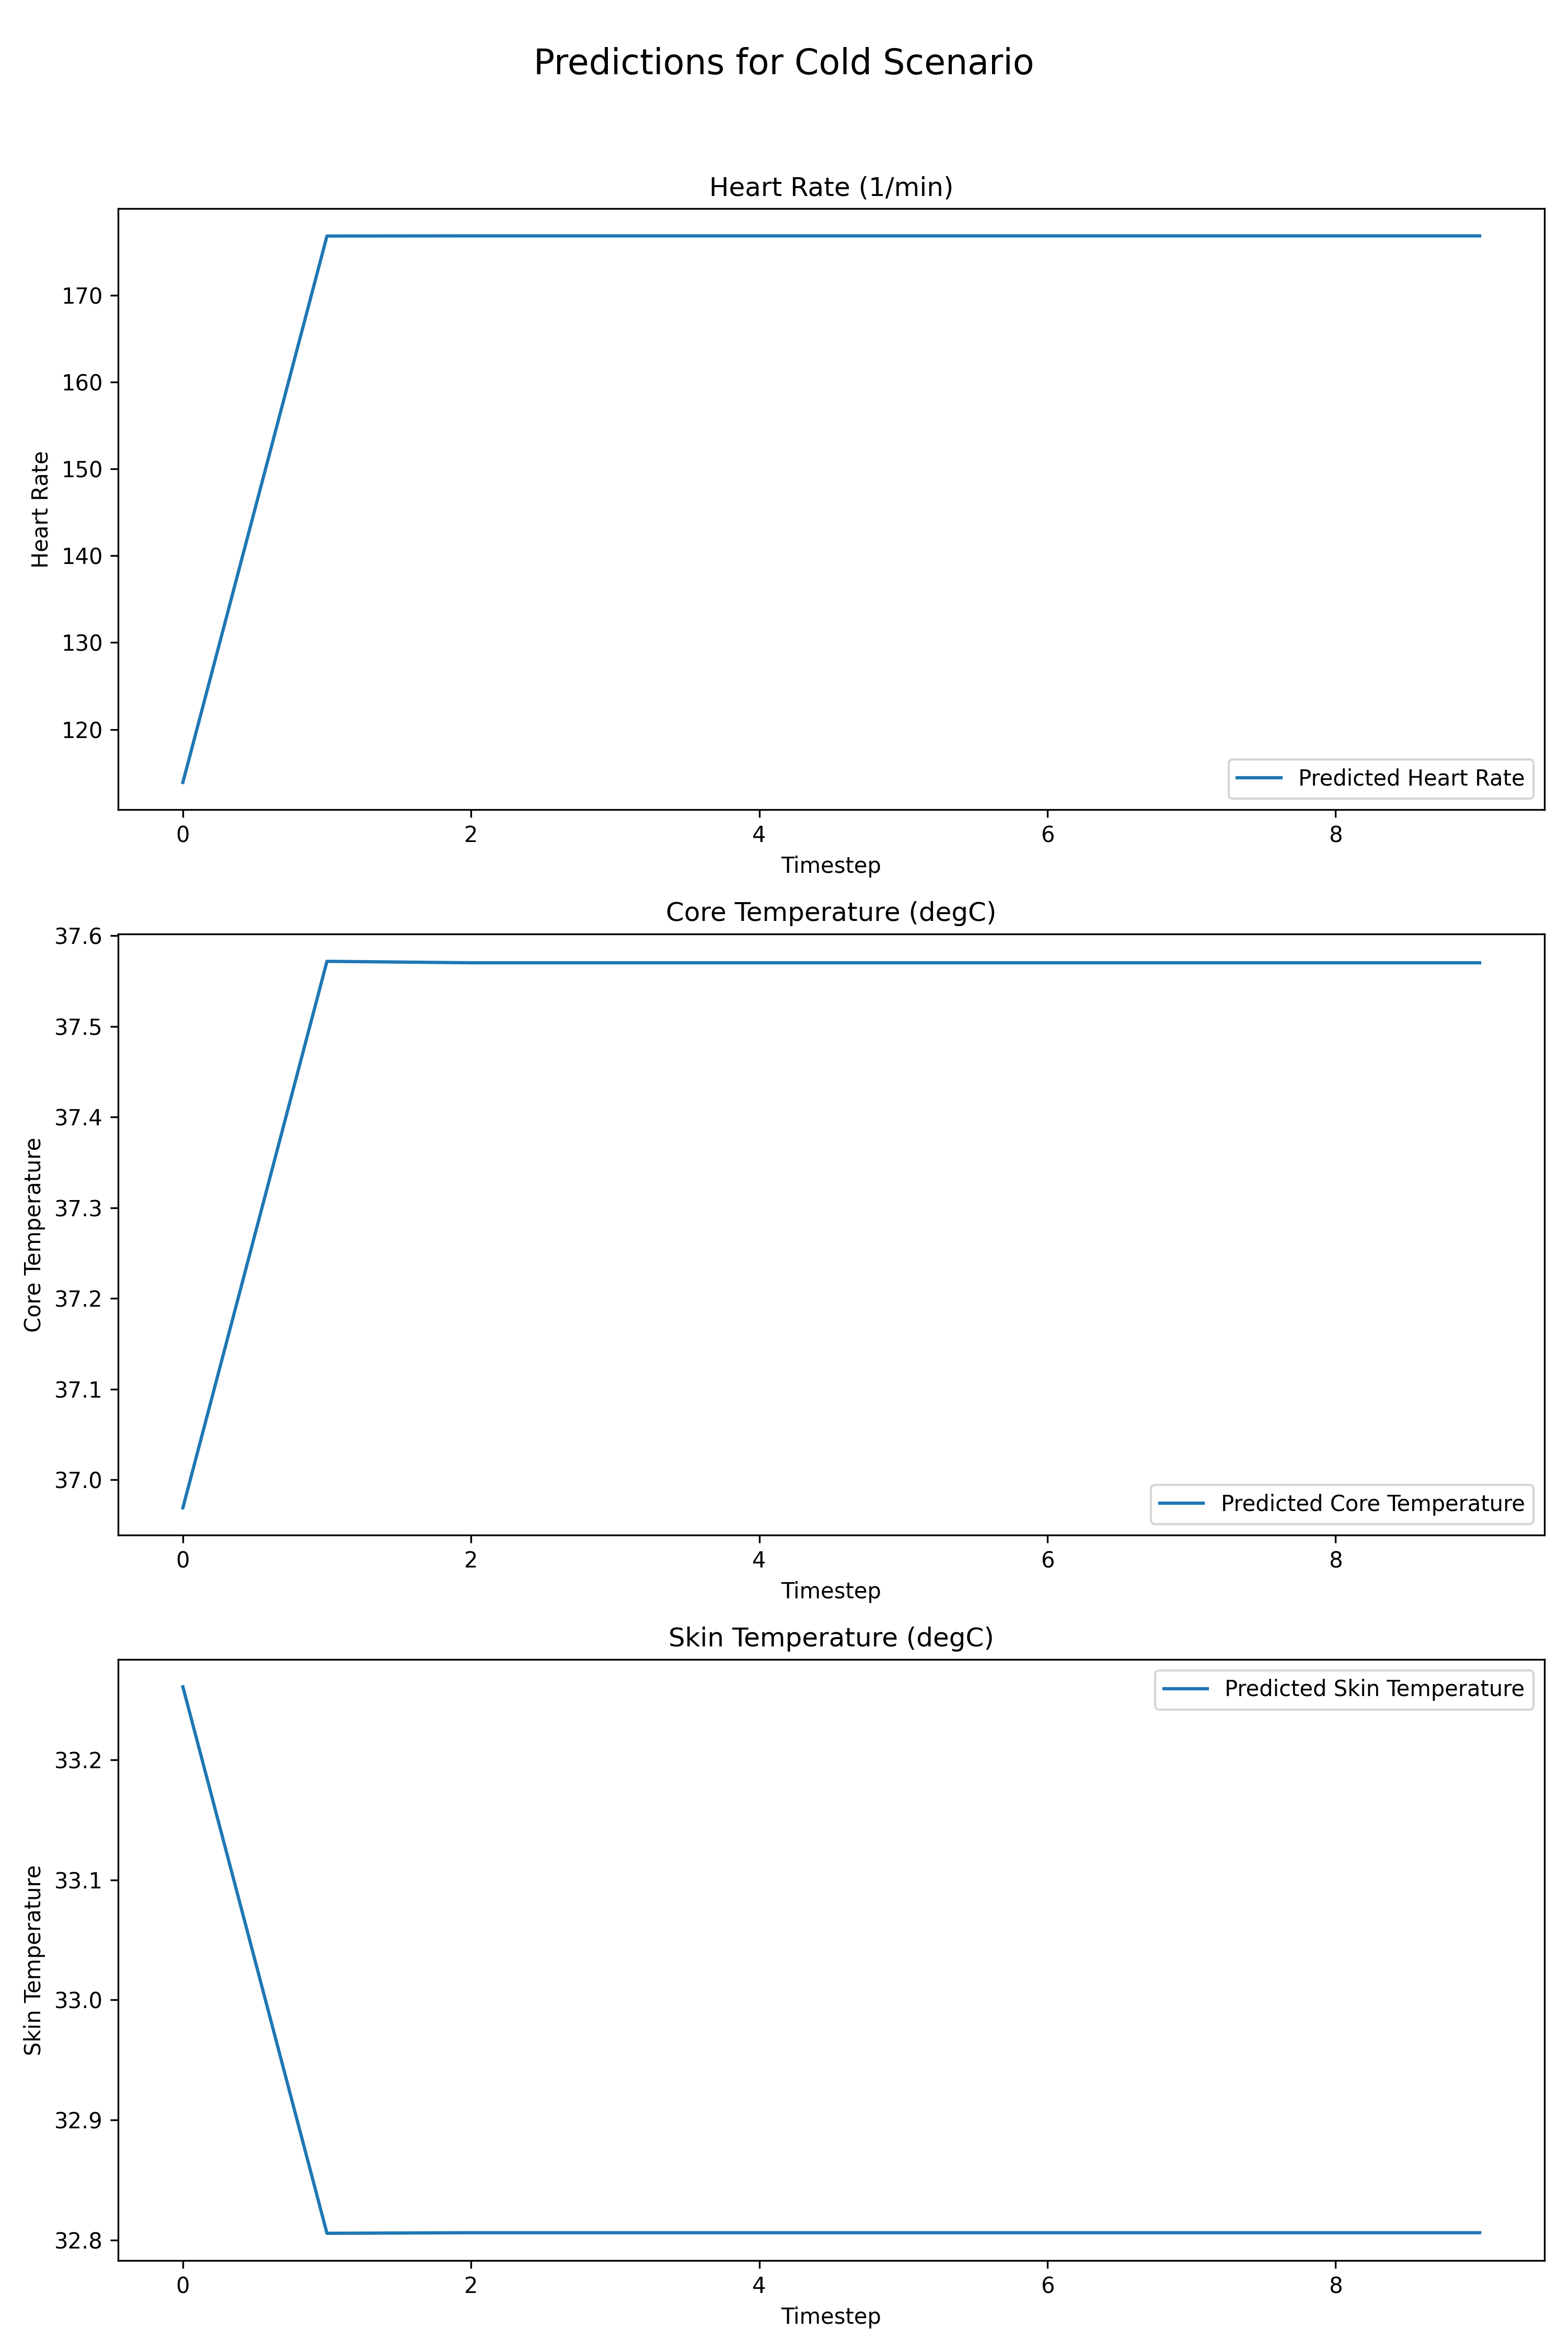 Predictions for Cold Scenario
Heart Rate (1/min)
170
160
150
140
130
120
Heart Rate
Predicted Heart Rate
0 2 4 6 8
Timestep
Core Temperature (degC)
37.6
37.5
37.4
37.3
37.2
37.1
37.0
Core Temperature
Predicted Core Temperature
0 2 4 6 8
Timestep
Skin Temperature (degC)
Predicted Skin Temperature
33.2
33.1
33.0
32.9
32.8
Skin Temperature
0 2 4 6 8
Timestep